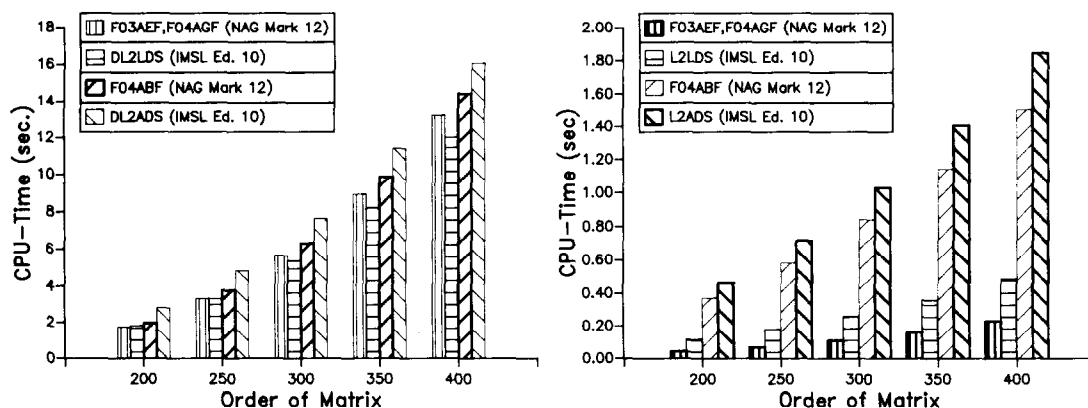 F03AEF,F04AGF (NAG Mark 12)
DL2LDS (IMSL Ed. 10)
F04ABF (NAG Mark 12)
DL2ADS (IMSL Ed. 10)
CPU-Time (sec.)
18
16
14
12
10
8
6
4
2
0
200 250 300 350 400
Order of Matrix
F03AEF,F04AGF (NAG Mark 12)
L2LDS (IMSL Ed. 10)
F04ABF (NAG Mark 12)
L2ADS (IMSL Ed. 10)
CPU-Time (sec)
2.00
1.80
1.60
1.40
1.20
1.00
0.80
0.60
0.40
0.20
0.00
200 250 300 350 400
Order of Matrix